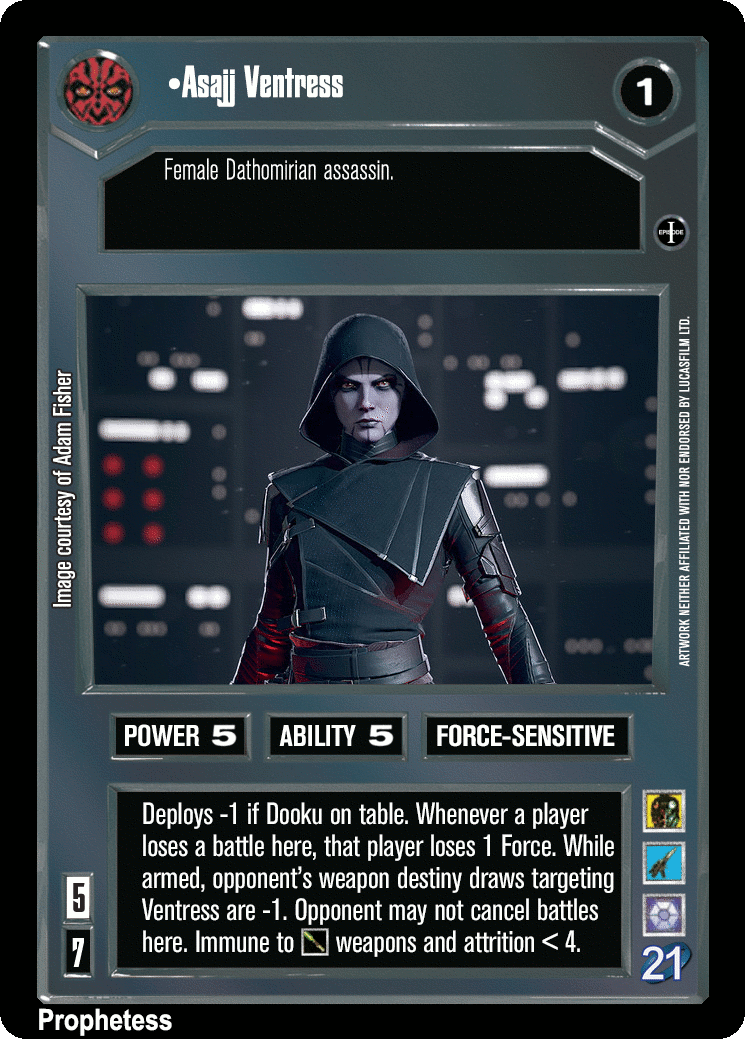 •Asajj Ventress
1
Female Dathomirian assassin.
EPISODE I
Image courtesy of Adam Fisher
ARTWORK NEITHER AFFILIATED WITH NOR ENDORSED BY LUCASFILM LTD.
POWER 5
ABILITY 5
FORCE-SENSITIVE
Deploys -1 if Dooku on table. Whenever a player
loses a battle here, that player loses 1 Force. While
armed, opponent's weapon destiny draws targeting
Ventress are -1. Opponent may not cancel battles
here. Immune to weapons and attrition < 4.
5
7
21
Prophetess